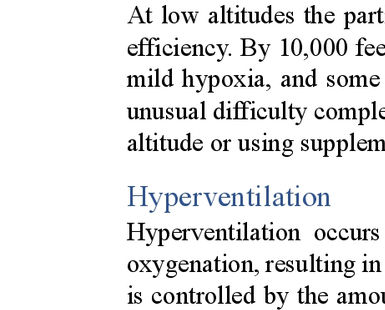 At low altitudes the part
efficiency. By 10,000 fee
mild hypoxia, and some
unusual difficulty comple
altitude or using supplem
Hyperventilation
Hyperventilation occurs
oxygenation, resulting in
is controlled by the amou